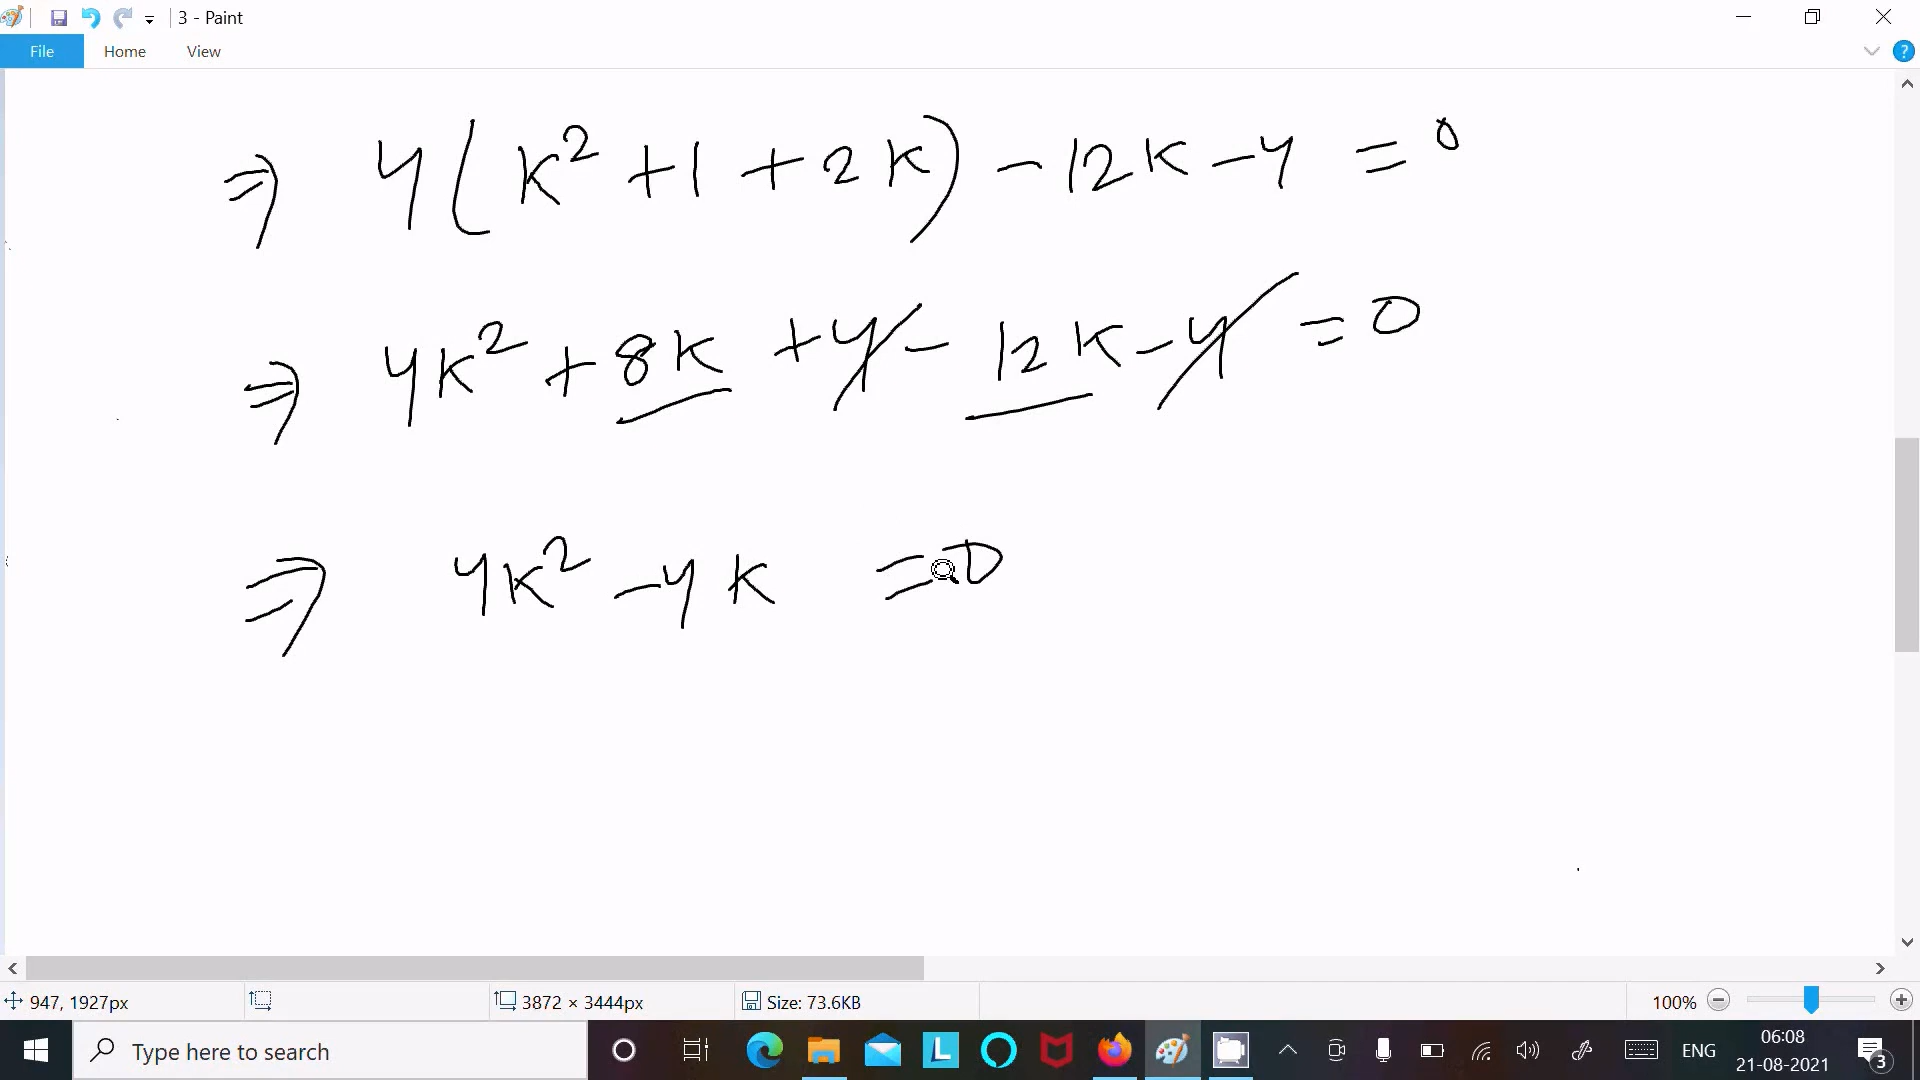 3 - Paint
File Home View
⇒ 4(k² + 1 + 2k) - 12k - 4 = 0
⇒ 4k² + 8k + 4 - 12k - 4 = 0
⇒ 4k² - 4k = 0
947, 1927px 3872 × 3444px Size: 73.6KB 100%
Type here to search L ENG 06:08
21-08-2021 3